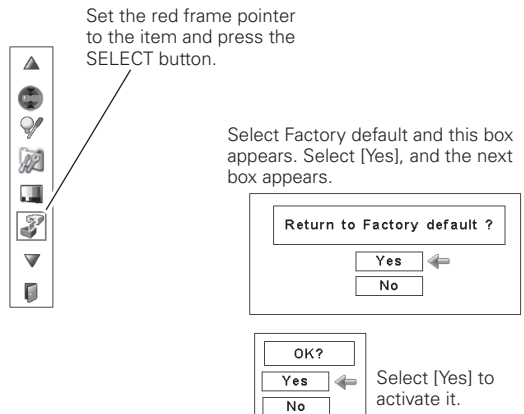 Set the red frame pointer
to the item and press the
SELECT button.
Select Factory default and this box
appears. Select [Yes], and the next
box appears.
Return to Factory default ?
Yes
No
OK?
Yes
No
Select [Yes] to
activate it.